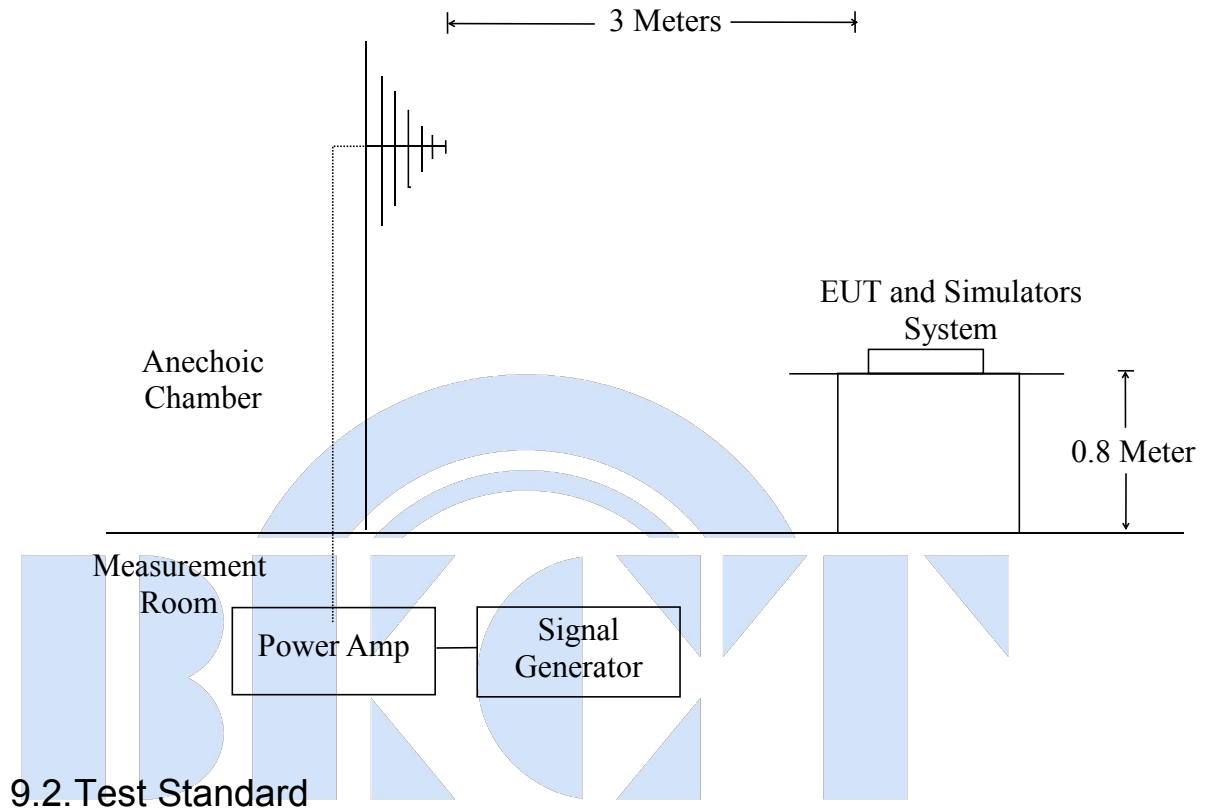 3 Meters
EUT and Simulators
System
Anechoic
Chamber
0.8 Meter
Measurement
Room
Power Amp
Signal
Generator
BKCT
9.2.Test Standard